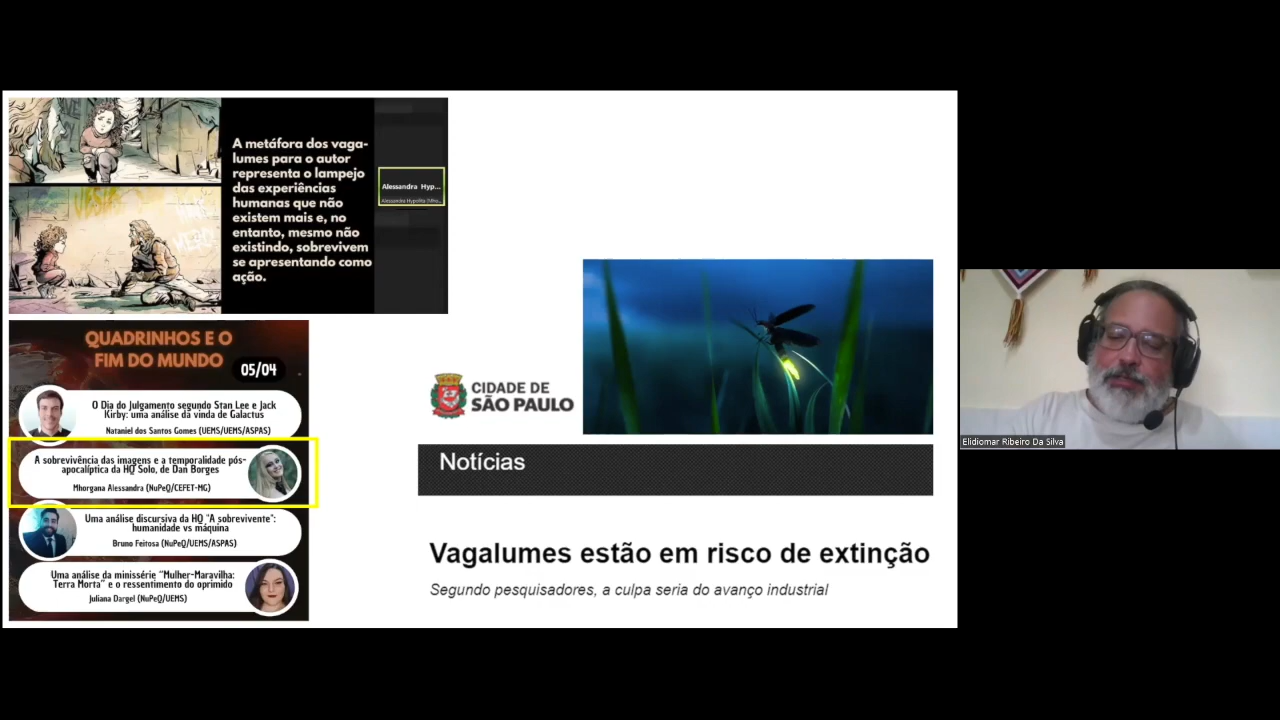 A metáfora dos vaga-
lumes para o autor
representa o lampejo
das experiências
humanas que não
existem mais e, no
entanto, mesmo não
existindo, sobrevivem
se apresentando como
ação.
Alessandra Hyp...
QUADRINHOS E O
FIM DO MUNDO
05/04
O Dia do Julgamento segundo Stan Lee e Jack
Kirby: uma análise da vinda de Galactus
Nataniel dos Santos Gomes (UEMS/UEMS/ASPAS)
A sobrevivência das imagens e a temporalidade pós-
apocalíptica da HQ Solo, de Dan Borges
Mhorgana Alessandra (NuPeQ/CEFET-MG)
Uma análise discursiva da HQ "A sobrevivente":
humanidade vs máquina
Bruno Feitosa (NuPeQ/UEMS/ASPAS)
Uma análise da minissérie “Mulher-Maravilha:
Terra Morta” e o ressentimento do oprimido
Juliana Dargel (NuPeQ/UEMS)
CIDADE DE
SÃO PAULO
Notícias
Vagalumes estão em risco de extinção
Segundo pesquisadores, a culpa seria do avanço industrial
Elidiomar Ribeiro Da Silva